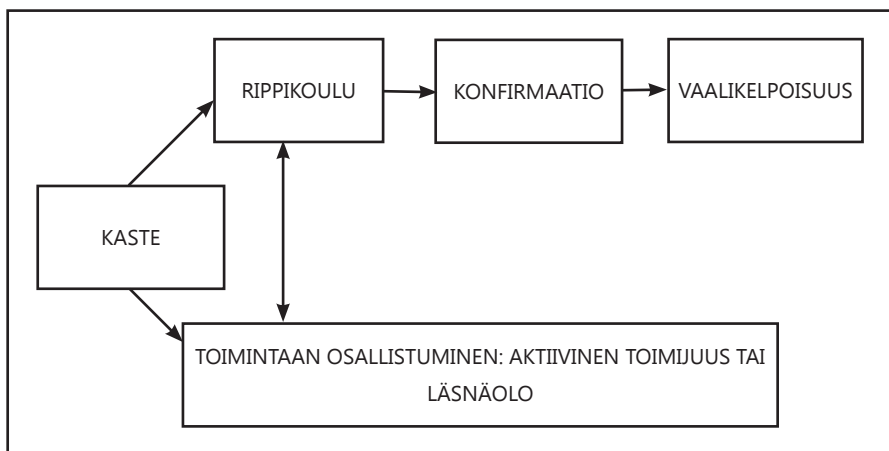 RIPPIKOULU
KONFIRMAATIO
VAALIKELPOISUUS
KASTE
TOIMINTAAN OSALLISTUMINEN: AKTIIVINEN TOIMIJUUS TAI
LÄSNÄOLO